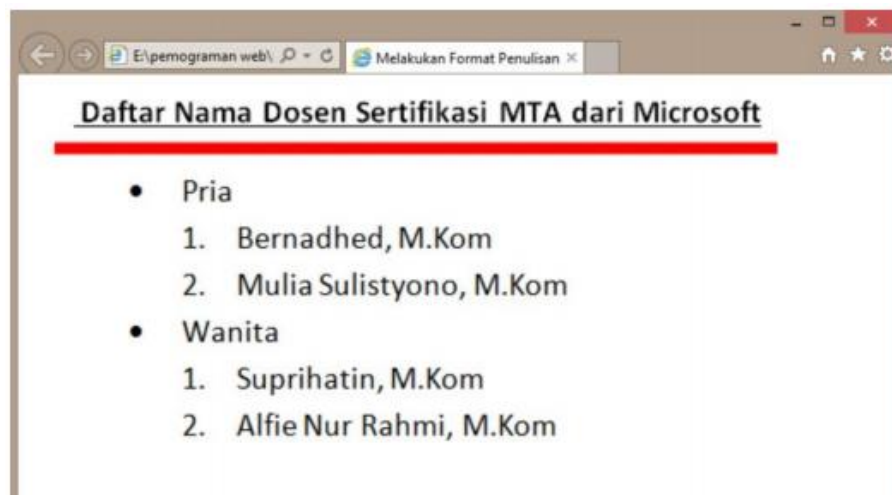 E:\pemograman web\
Melakukan Format Penulisan
Daftar Nama Dosen Sertifikasi MTA dari Microsoft
• Pria
1. Bernadhed, M.Kom
2. Mulia Sulistyono, M.Kom
• Wanita
1. Suprihatin, M.Kom
2. Alfie Nur Rahmi, M.Kom